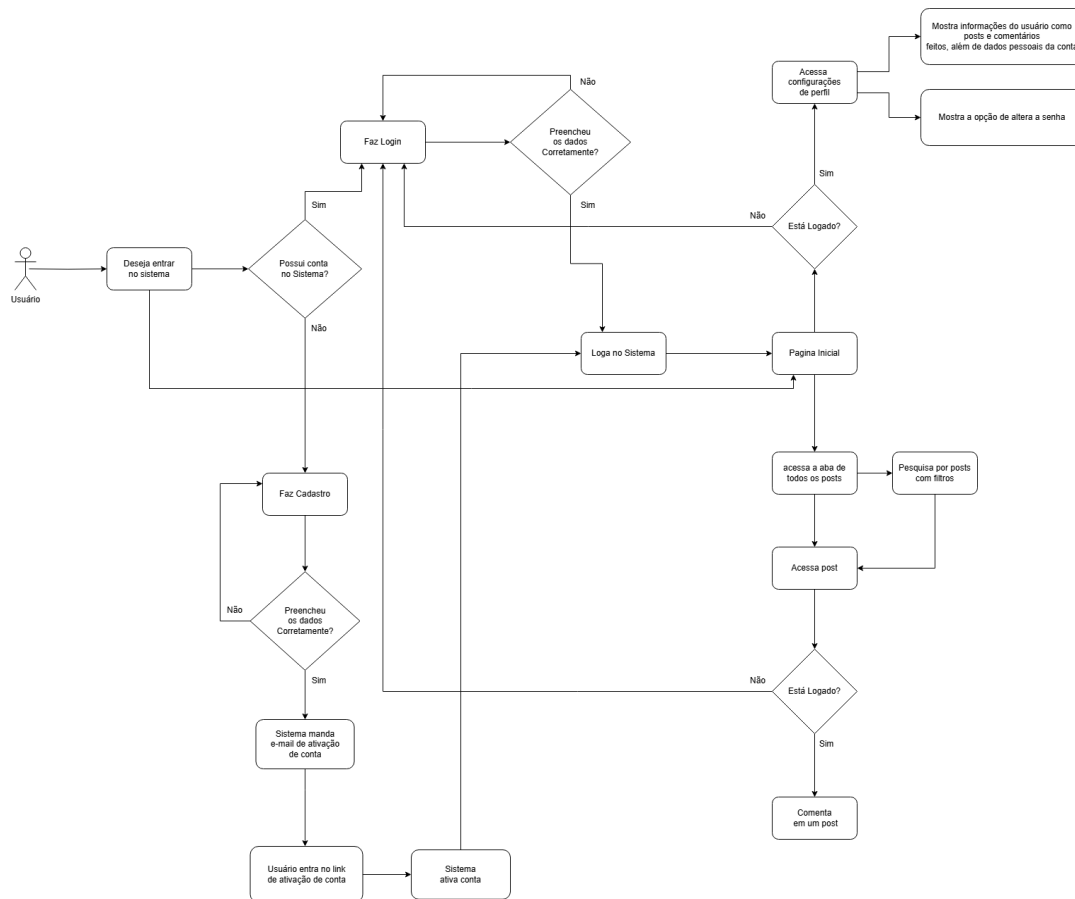 Mostra informações do usuário como
posts e comentários
feitos, além de dados pessoais da conta
Acessa
configurações
de perfil
Mostra a opção de altera a senha
Não
Faz Login
Preencheu
os dados
Corretamente?
Sim
Sim
Sim
Não
Está Logado?
Deseja entrar
no sistema
Possui conta
no Sistema?
Usuário
Não
Loga no Sistema
Pagina Inicial
acessa a aba de
todos os posts
Pesquisa por posts
com filtros
Faz Cadastro
Acessa post
Não
Preencheu
os dados
Corretamente?
Sim
Não
Está Logado?
Sim
Sistema manda
e-mail de ativação
de conta
Comenta
em um post
Usuário entra no link
de ativação de conta
Sistema
ativa conta